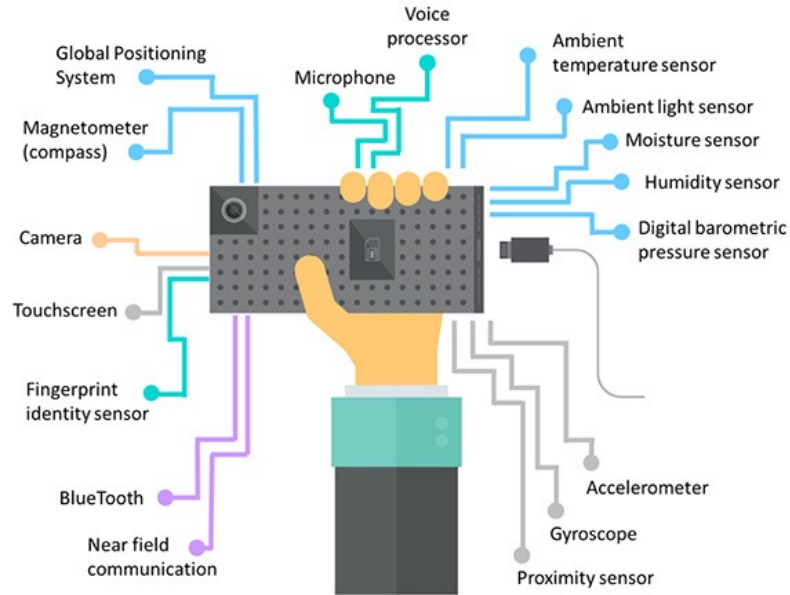 Voice
processor
Global Positioning
System
Microphone
Ambient
temperature sensor
Magnetometer
(compass)
Ambient light sensor
Moisture sensor
Humidity sensor
Camera
Digital barometric
pressure sensor
Touchscreen
Fingerprint
identity sensor
BlueTooth
Accelerometer
Near field
communication
Gyroscope
Proximity sensor